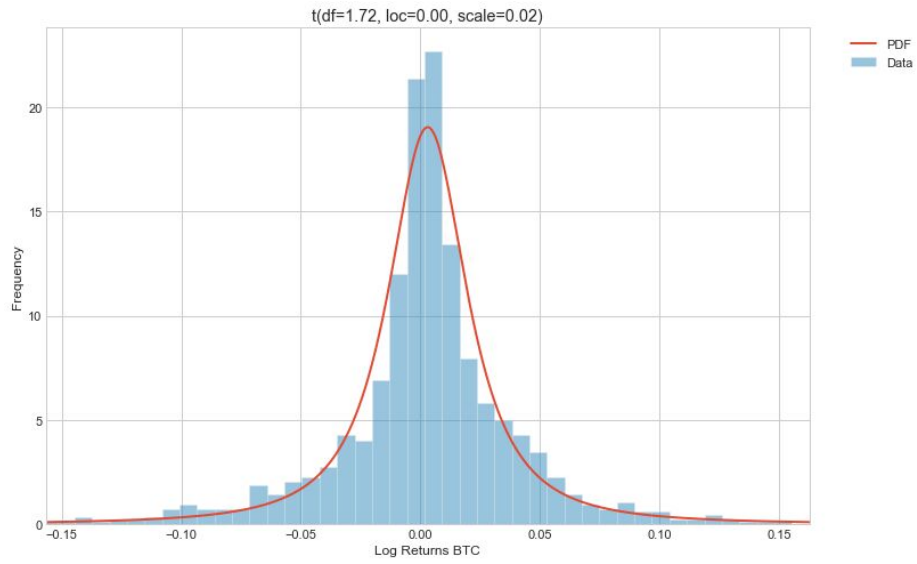 t(df=1.72, loc=0.00, scale=0.02)
PDF
Data
20
15
10
5
0
Frequency
−0.15
−0.10
−0.05
0.00
0.05
0.10
0.15
Log Returns BTC